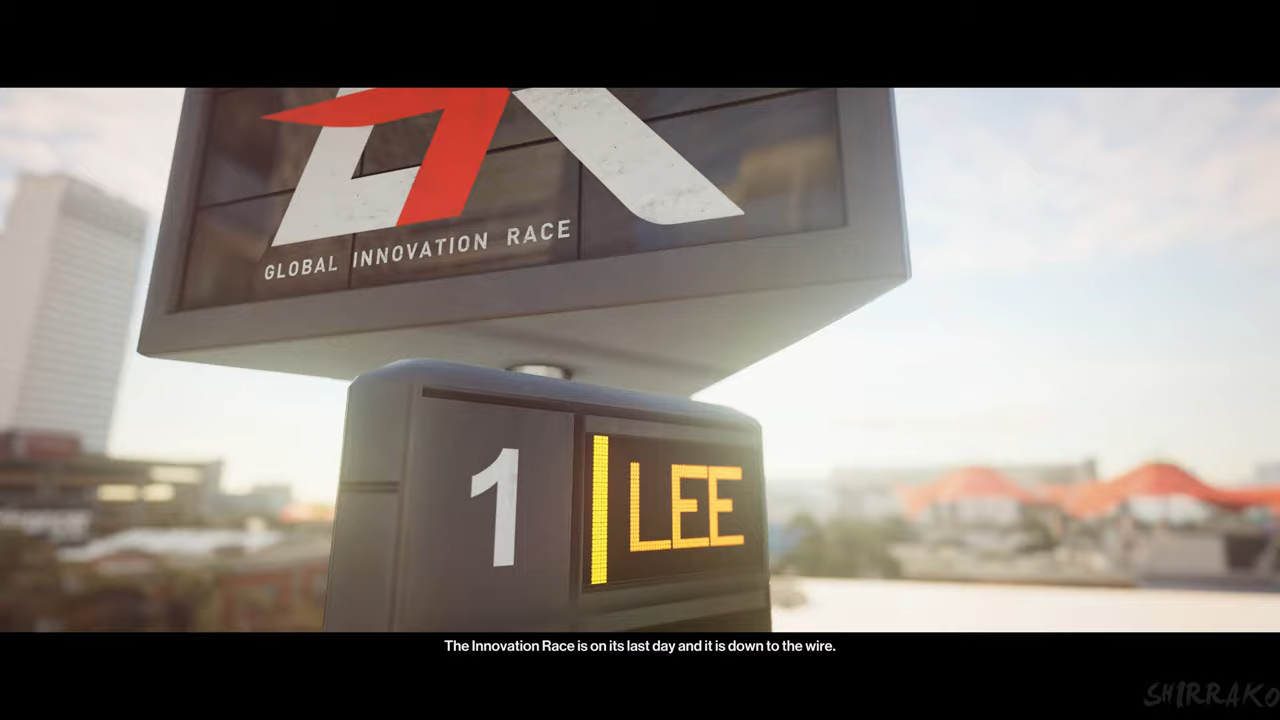 GLOBAL INNOVATION RACE
1 LEE
The Innovation Race is on its last day and it is down to the wire.
SHIRRAKO